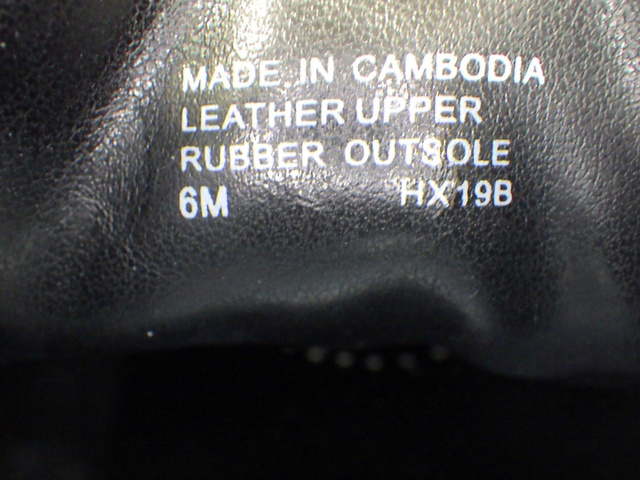 MADE IN CAMBODIA
LEATHER UPPER
RUBBER OUTSOLE
6M HX19B